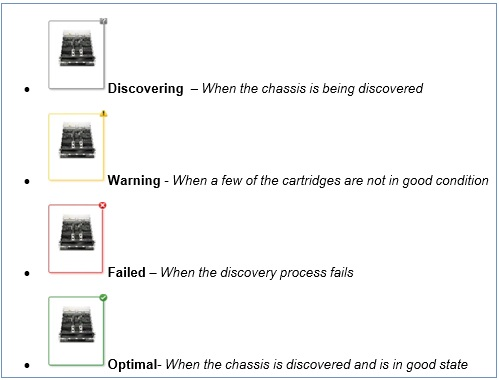 • Discovering – When the chassis is being discovered
• Warning - When a few of the cartridges are not in good condition
• Failed – When the discovery process fails
• Optimal- When the chassis is discovered and is in good state